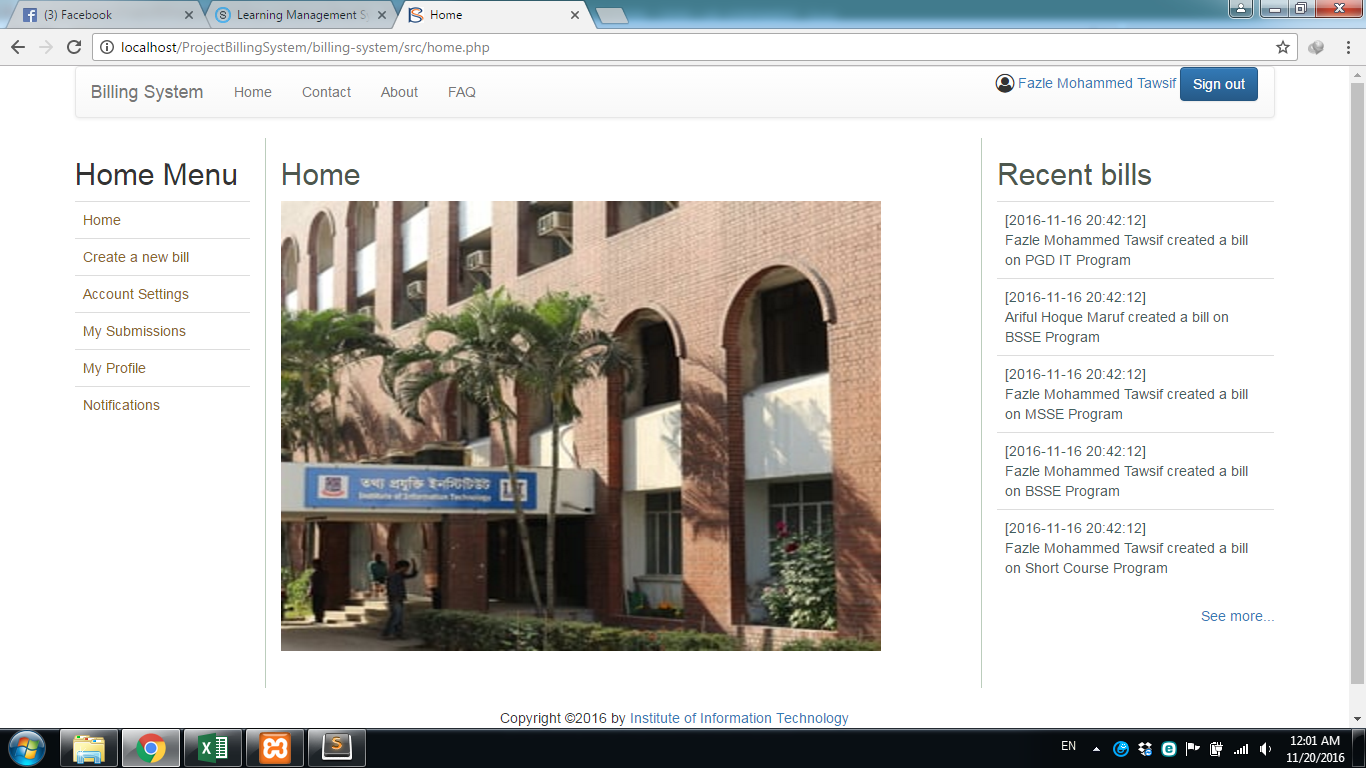 (3) Facebook
Learning Management S
Home
localhost/ProjectBillingSystem/billing-system/src/home.php
Billing System
Home
Contact
About
FAQ
Fazle Mohammed Tawsif
Sign out
Home Menu
Home
Create a new bill
Account Settings
My Submissions
My Profile
Notifications
Home
তথ্য প্রযুক্তি ইনস্টিটিউট
Institute of Information Technology
Recent bills
[2016-11-16 20:42:12]
Fazle Mohammed Tawsif created a bill
on PGD IT Program
[2016-11-16 20:42:12]
Ariful Hoque Maruf created a bill on
BSSE Program
[2016-11-16 20:42:12]
Fazle Mohammed Tawsif created a bill
on MSSE Program
[2016-11-16 20:42:12]
Fazle Mohammed Tawsif created a bill
on BSSE Program
[2016-11-16 20:42:12]
Fazle Mohammed Tawsif created a bill
on Short Course Program
See more...
Copyright ©2016 by Institute of Information Technology
EN
12:01 AM
11/20/2016